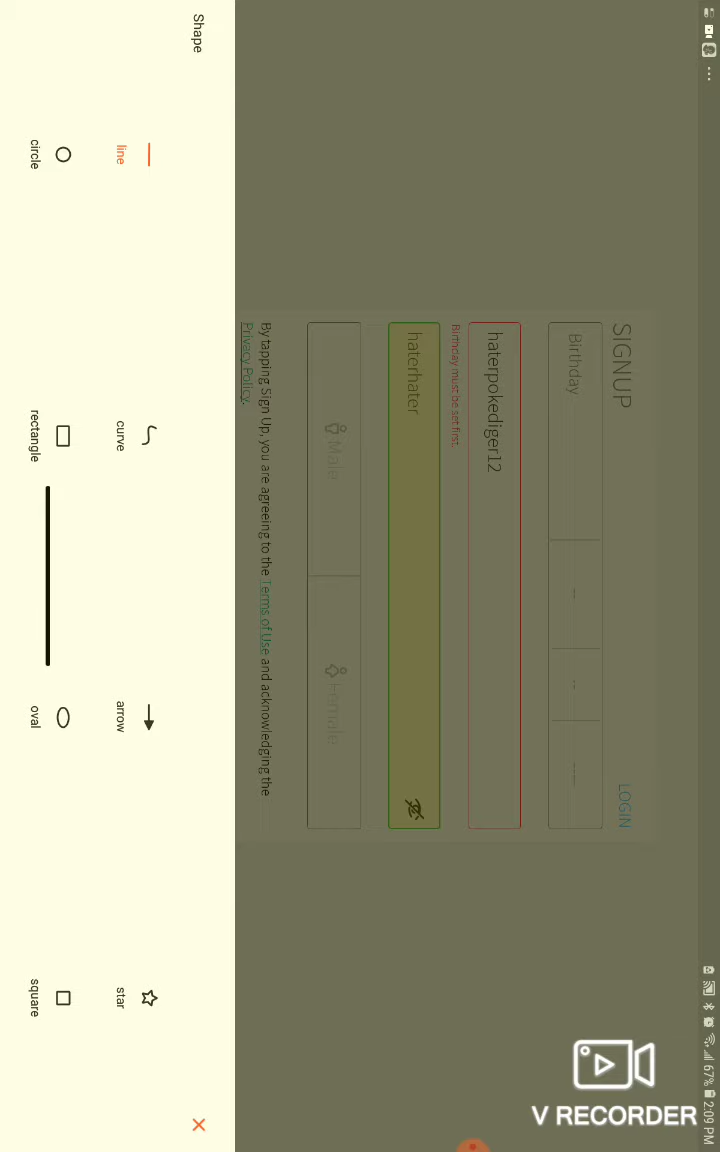 67% 2:09 PM
SIGNUP
LOGIN
Birthday
haterpokediger12
Birthday must be set first.
haterhater
Male
Female
By tapping Sign Up, you are agreeing to the Terms of Use and acknowledging the
Privacy Policy.
Shape
line
curve
arrow
star
circle
rectangle
oval
square
V RECORDER